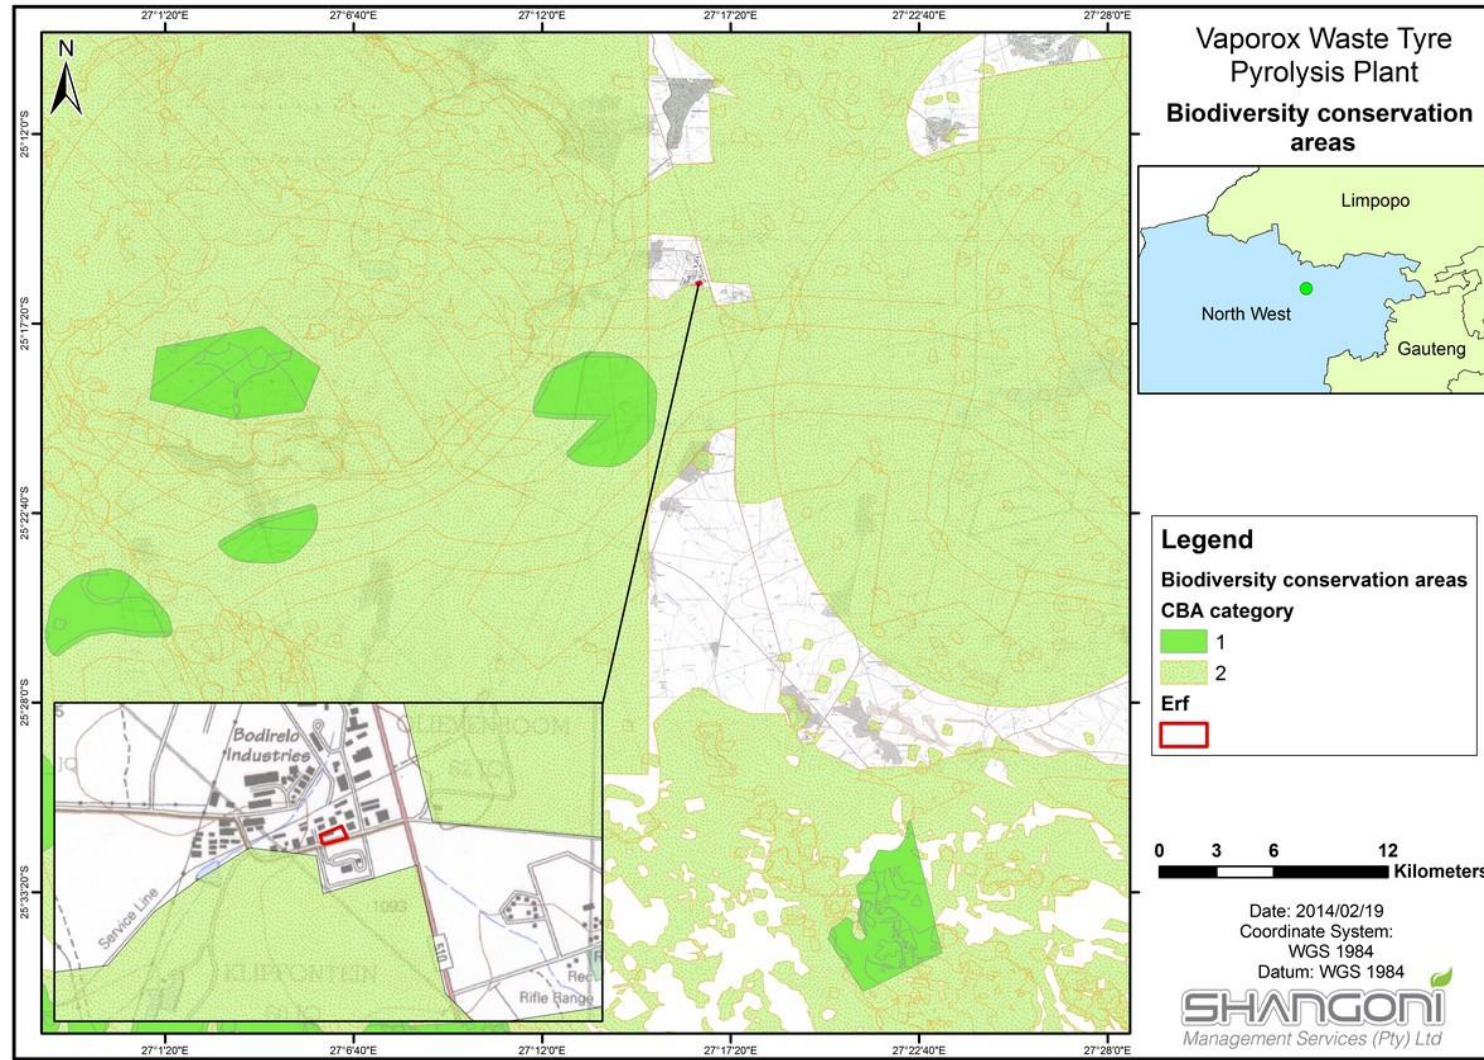 27°1'20"E
27°6'40"E
27°12'0"E
27°17'20"E
27°22'40"E
27°28'0"E
N
25°12'0"S
25°17'20"S
25°22'40"S
25°28'0"S
25°33'20"S
Bodirelo
Industries
JQ
Service Line
1093
510
Rifle Range
27°1'20"E
27°6'40"E
27°12'0"E
27°17'20"E
27°22'40"E
27°28'0"E
Vaporox Waste Tyre
Pyrolysis Plant
Biodiversity conservation
areas
Limpopo
North West
Gauteng
Legend
Biodiversity conservation areas
CBA category
1
2
Erf
0 3 6 12
Kilometers
Date: 2014/02/19
Coordinate System:
WGS 1984
Datum: WGS 1984
SHANGONI
Management Services (Pty) Ltd